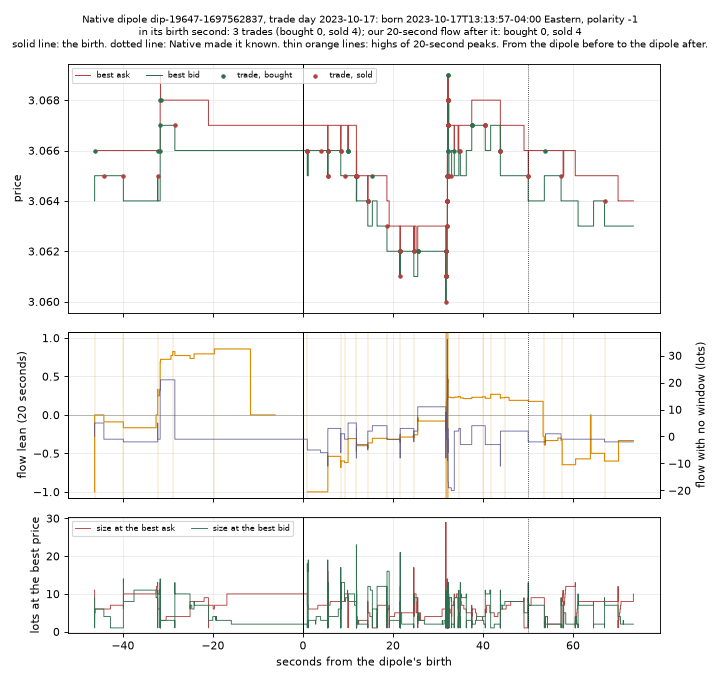 Native dipole dip-19647-1697562837, trade day 2023-10-17: born 2023-10-17T13:13:57-04:00 Eastern, polarity -1
in its birth second: 3 trades (bought 0, sold 4); our 20-second flow after it: bought 0, sold 4
solid line: the birth. dotted line: Native made it known. thin orange lines: highs of 20-second peaks. From the dipole before to the dipole after.
best ask
best bid
trade, bought
trade, sold
price
3.068
3.066
3.064
3.062
3.060
flow lean (20 seconds)
1.0
0.5
0.0
−0.5
−1.0
30
20
10
0
−10
−20
flow with no window (lots)
size at the best ask
size at the best bid
lots at the best price
30
20
10
0
−40
−20
0
20
40
60
seconds from the dipole's birth